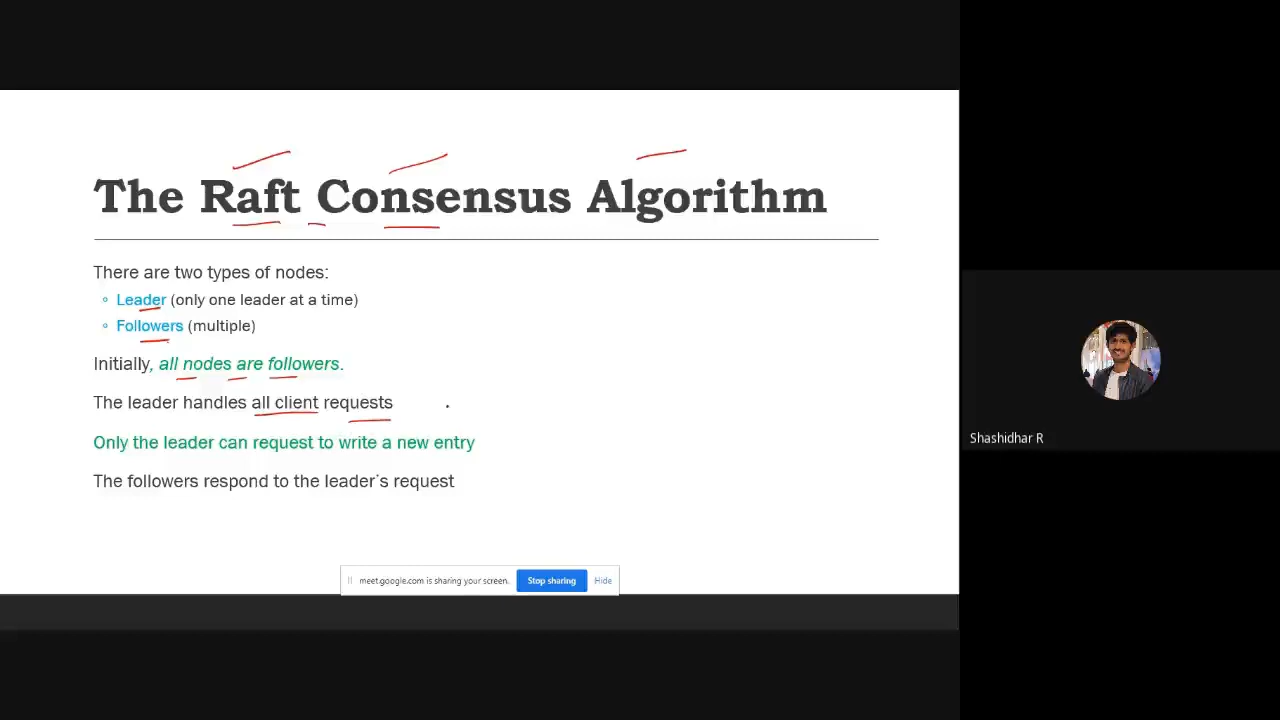 The Raft Consensus Algorithm
There are two types of nodes:
Leader (only one leader at a time)
Followers (multiple)
Initially, all nodes are followers.
The leader handles all client requests
Only the leader can request to write a new entry
The followers respond to the leader's request
meet.google.com is sharing your screen. Stop sharing Hide
Shashidhar R